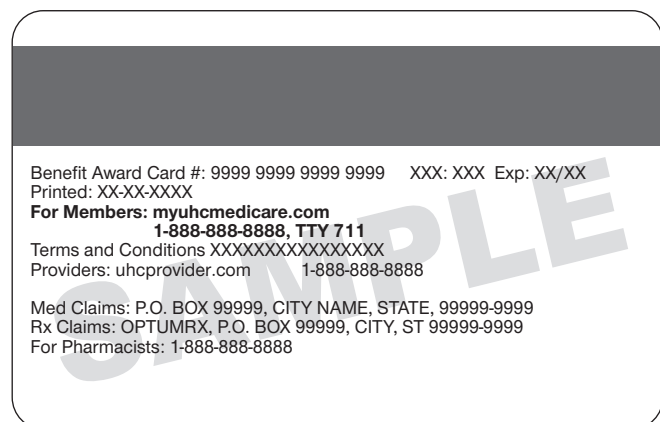 Benefit Award Card #: 9999 9999 9999 9999 XXX: XXX Exp: XX/XX
Printed: XX-XX-XXXX
For Members: myuhcmedicare.com
1-888-888-8888, TTY 711
Terms and Conditions XXXXXXXXXXXXXXXX
Providers: uhcprovider.com 1-888-888-8888
Med Claims: P.O. BOX 99999, CITY NAME, STATE, 99999-9999
Rx Claims: OPTUMRX, P.O. BOX 99999, CITY, ST 99999-9999
For Pharmacists: 1-888-888-8888
SAMPLE